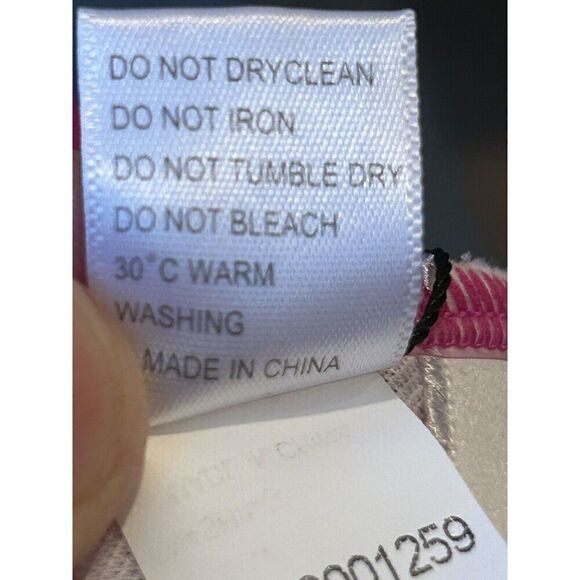 DO NOT DRYCLEAN
DO NOT IRON
DO NOT TUMBLE DRY
DO NOT BLEACH
30°C WARM
WASHING
MADE IN CHINA
001259